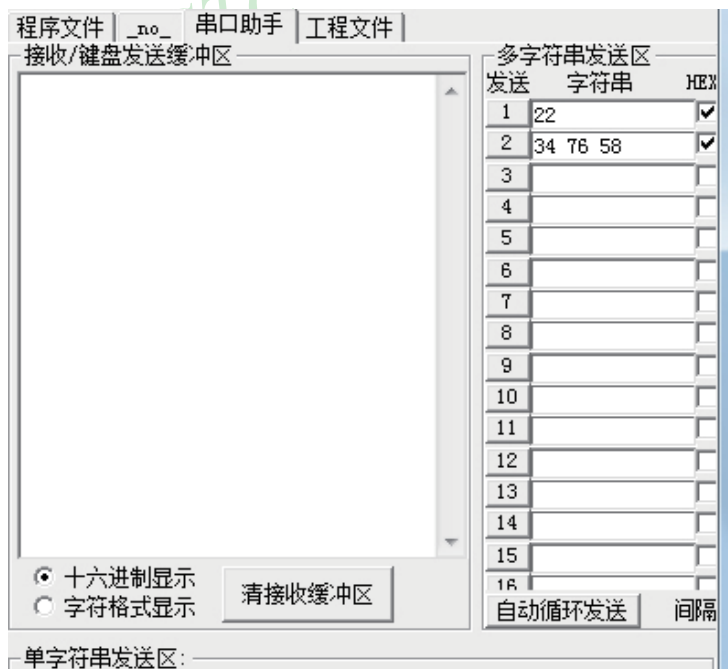 程序文件 _no_ 串口助手 工程文件
接收/键盘发送缓冲区
多字符串发送区
发送 字符串 HEX
1 22
2 34 76 58
3
4
5
6
7
8
9
10
11
12
13
14
15
16
十六进制显示
字符格式显示
清接收缓冲区
自动循环发送 间隔
单字符串发送区: